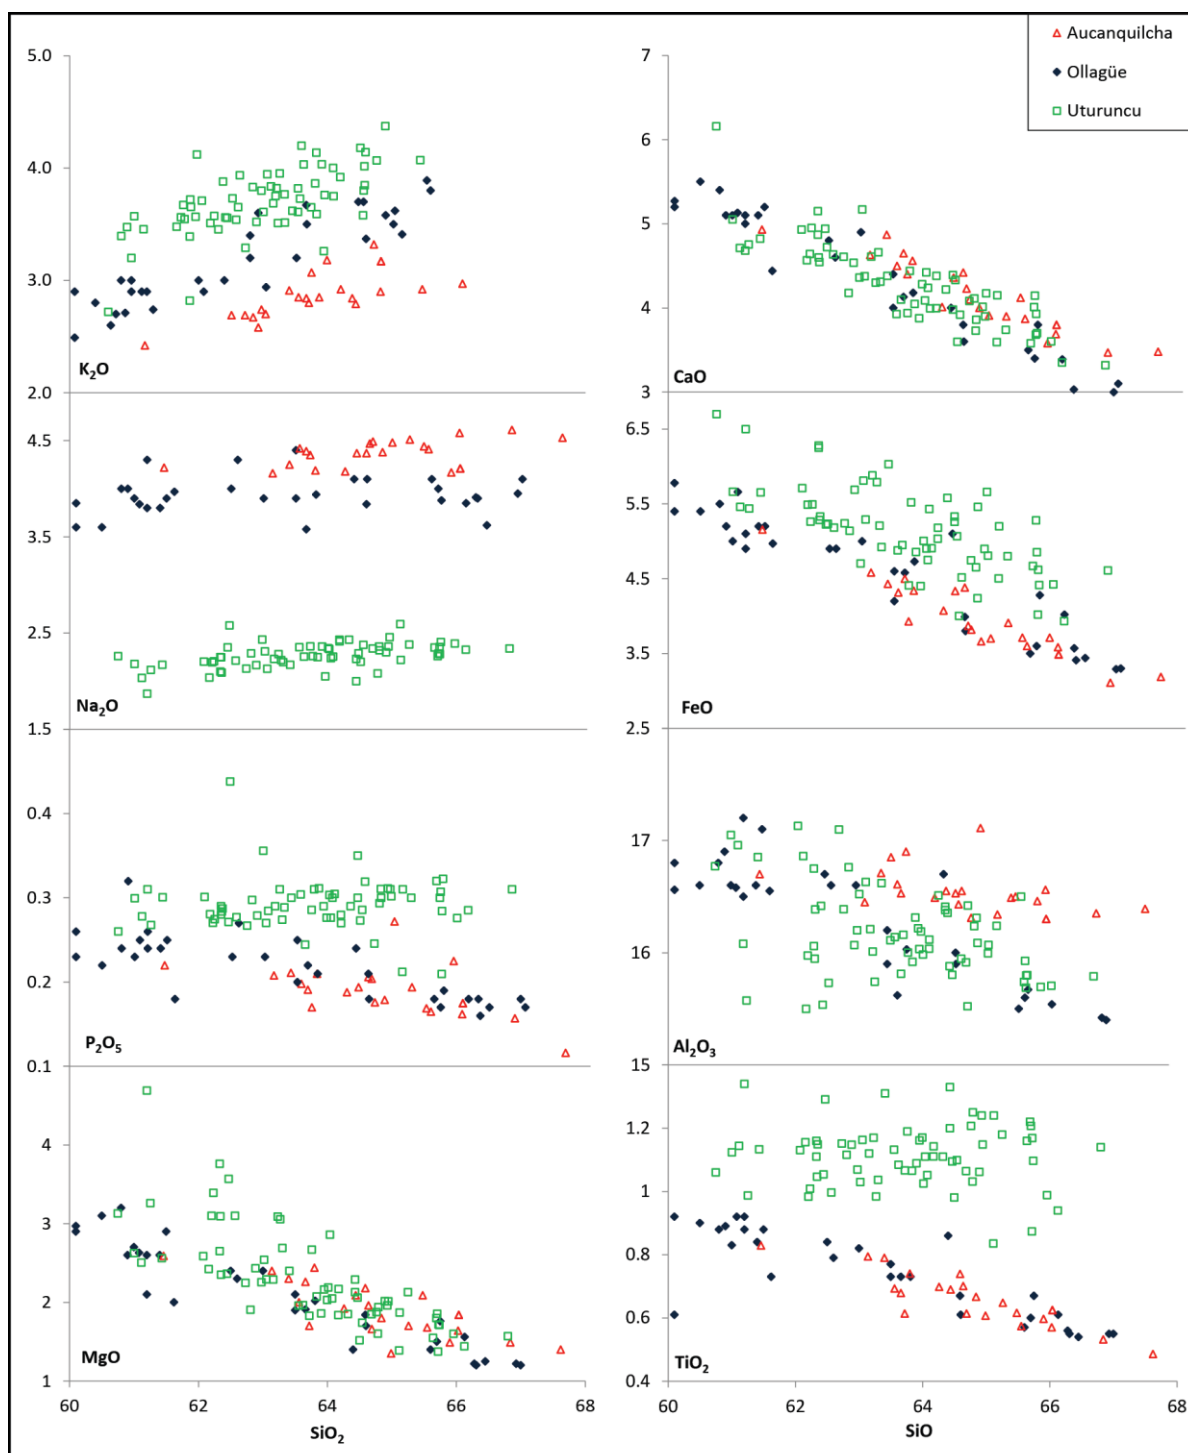 Aucanquilcha
Ollagüe
Uturuncu
5.0
4.0
3.0
2.0
K₂O
7
6
5
4
3
CaO
4.5
3.5
2.5
1.5
Na₂O
6.5
5.5
4.5
3.5
2.5
FeO
0.4
0.3
0.2
0.1
P₂O₅
17
16
15
Al₂O₃
4
3
2
1
MgO
60 62 64 66 68
SiO₂
1.2
1
0.8
0.6
0.4
TiO₂
60 62 64 66 68
SiO